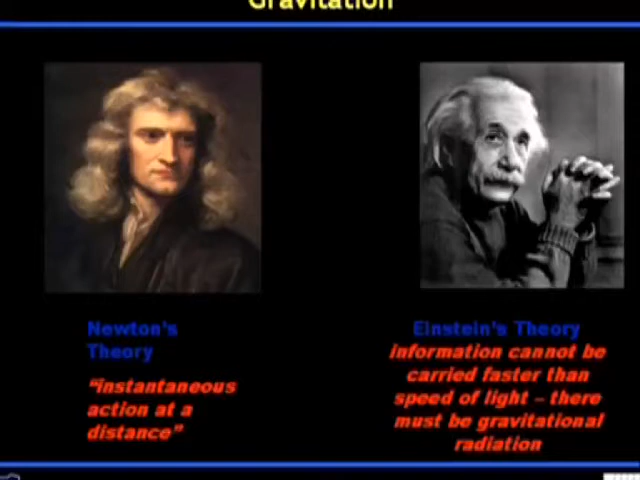 Gravitation
Newton's
Theory
"instantaneous
action at a
distance"
Einstein's Theory
information cannot be
carried faster than
speed of light – there
must be gravitational
radiation